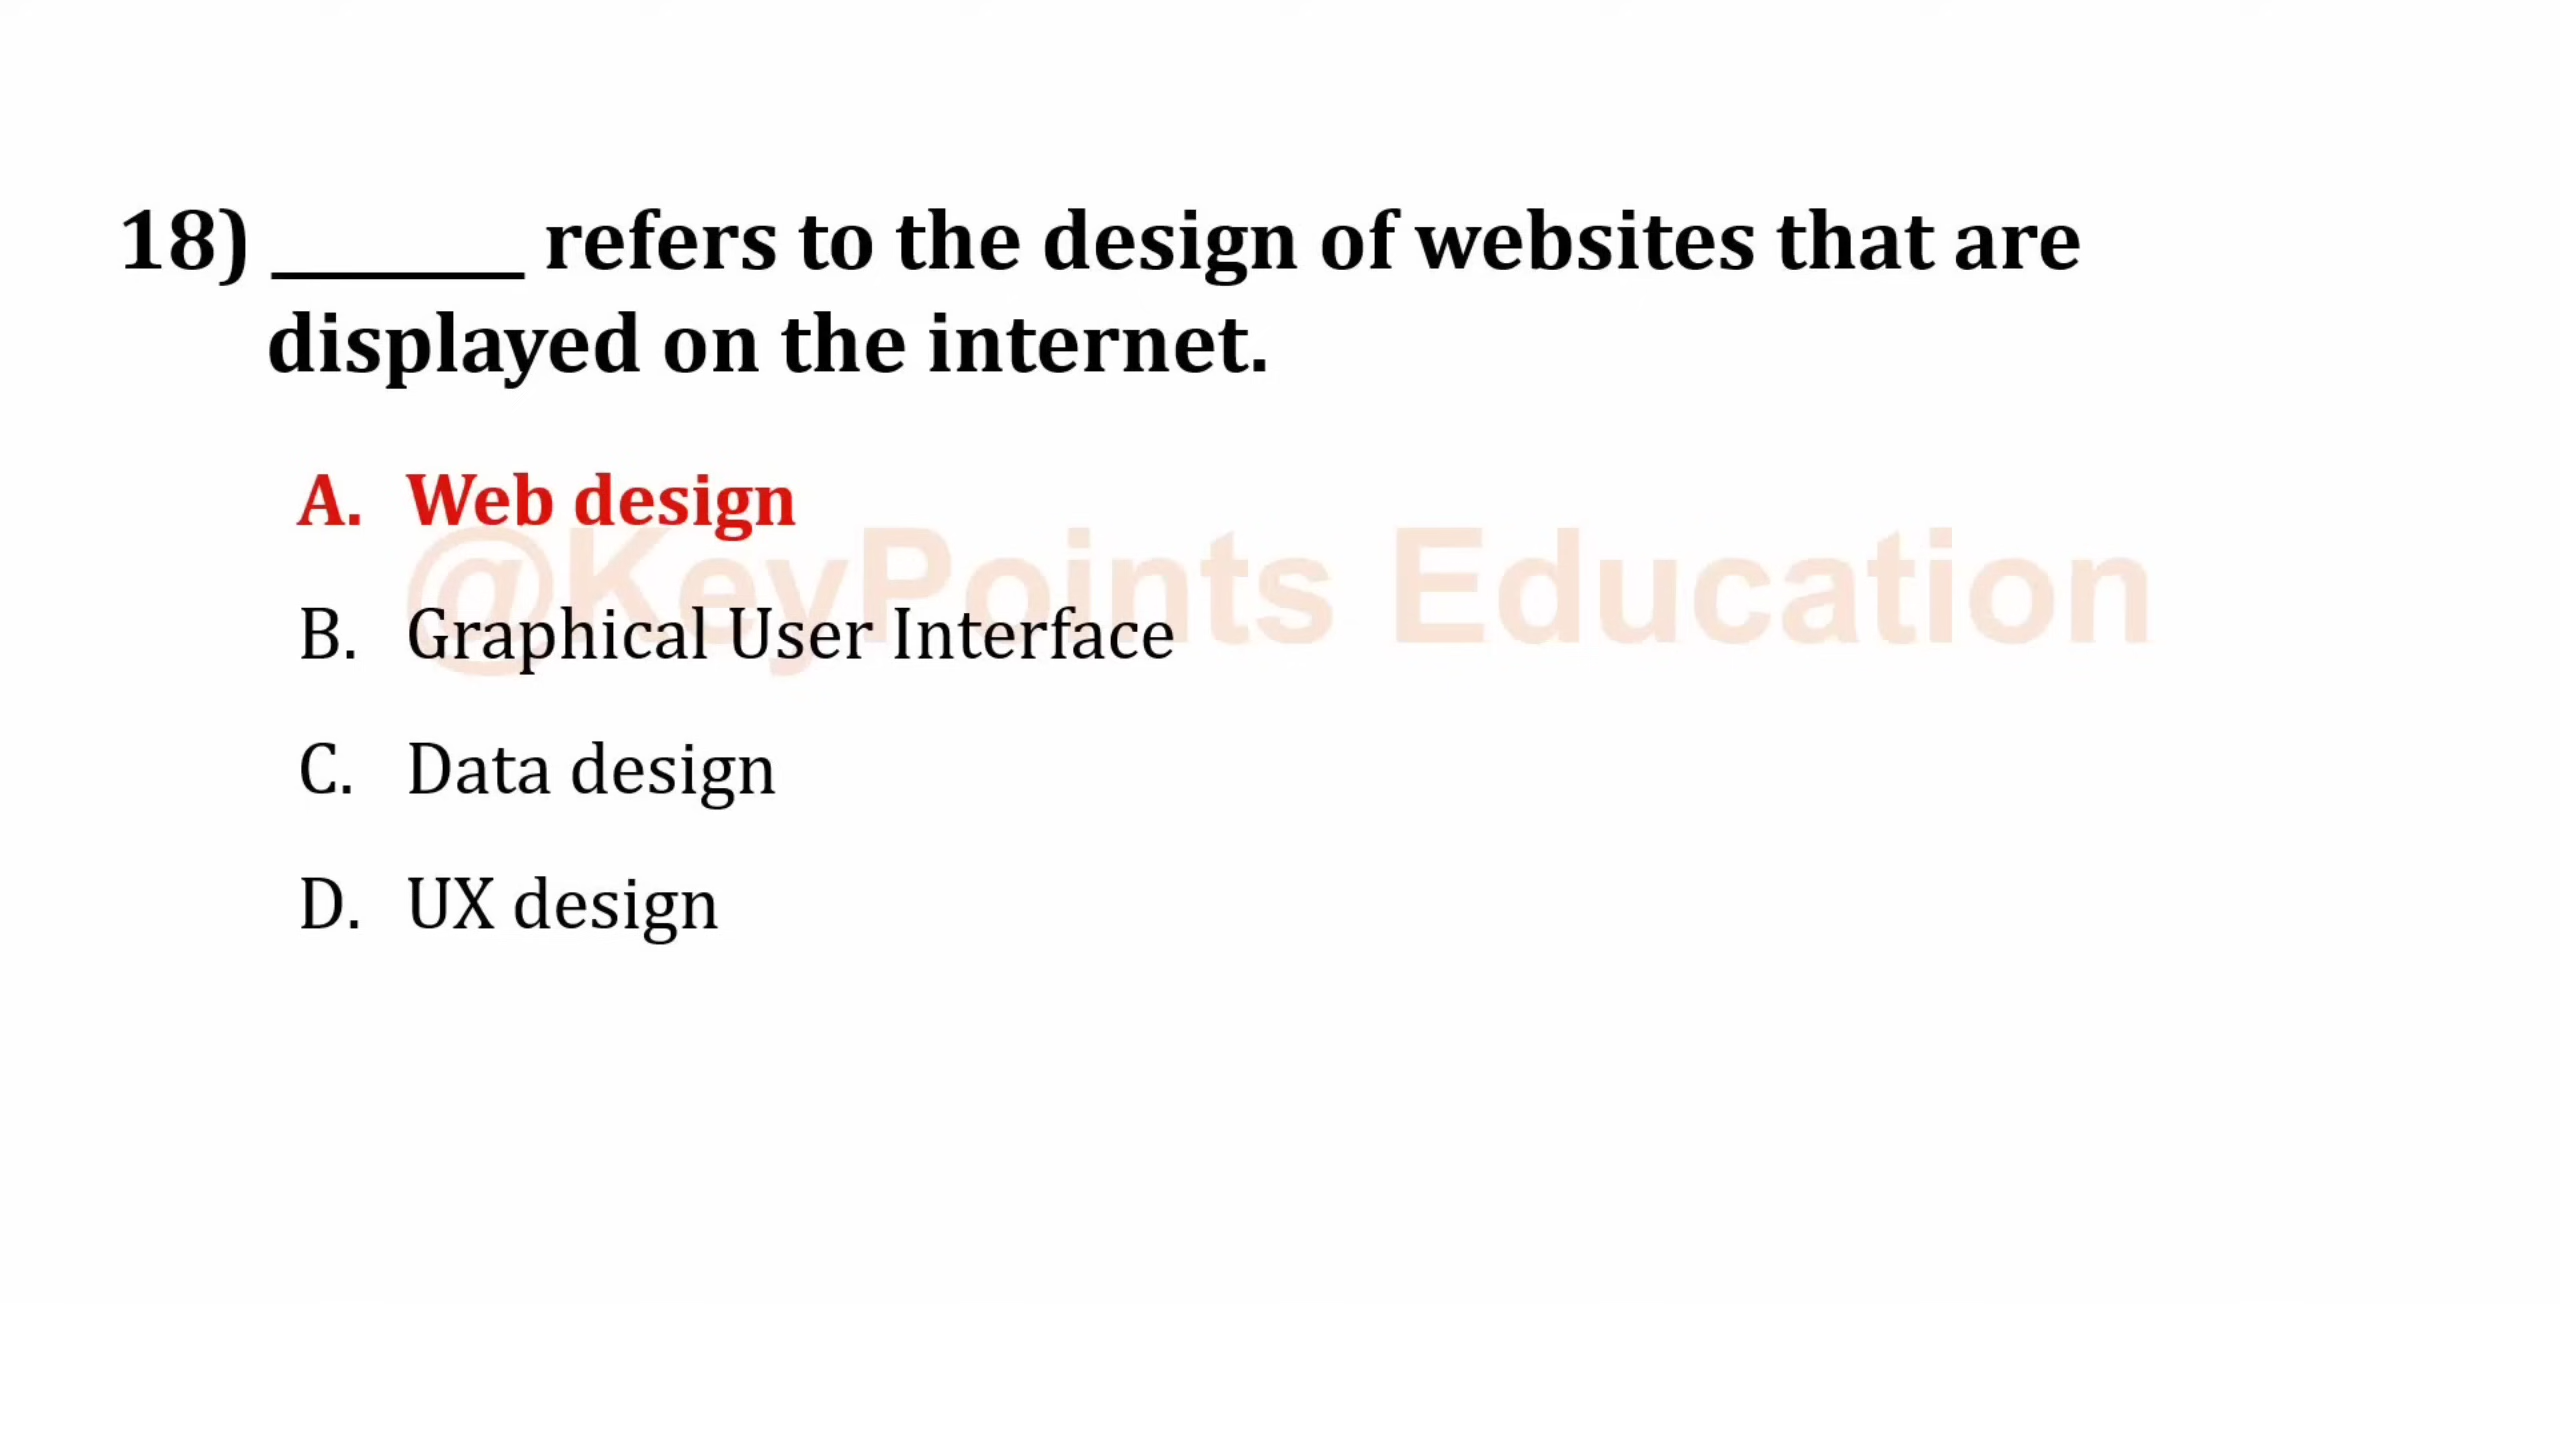 18) ______ refers to the design of websites that are
displayed on the internet.
A. Web design
@KeyPoints Education
B. Graphical User Interface
C. Data design
D. UX design